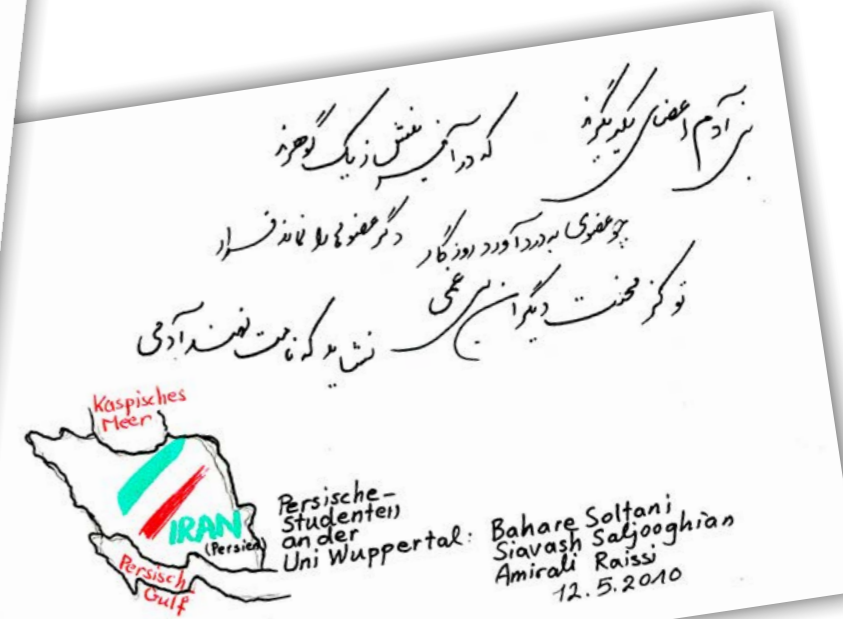 بنی آدم اعضای یکدیگرند که در آفرینش ز یک گوهرند
چو عضوی به درد آورد روزگار دگر عضوها را نماند قرار
تو کز محنت دیگران بی غمی نشاید که نامت نهند آدمی
Kaspisches
Meer
IRAN
(Persien)
Persisch
Gulf
Persische-
Studenten
an der
Uni Wuppertal:
Bahare Soltani
Siavash Saljooghian
Amirali Raissi
12.5.2010